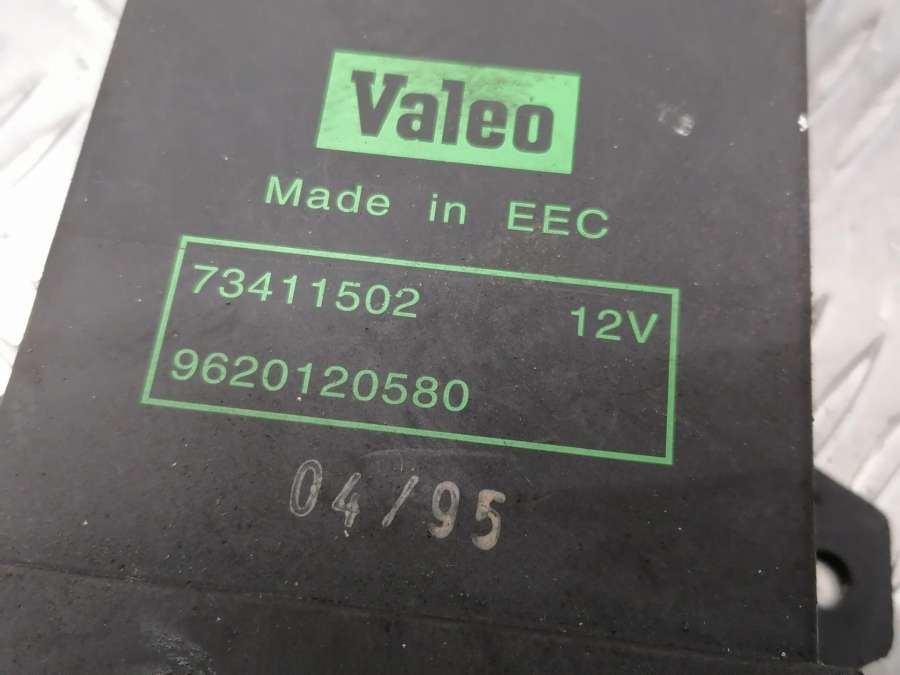 Valeo
Made in EEC
73411502 12V
9620120580
04/95